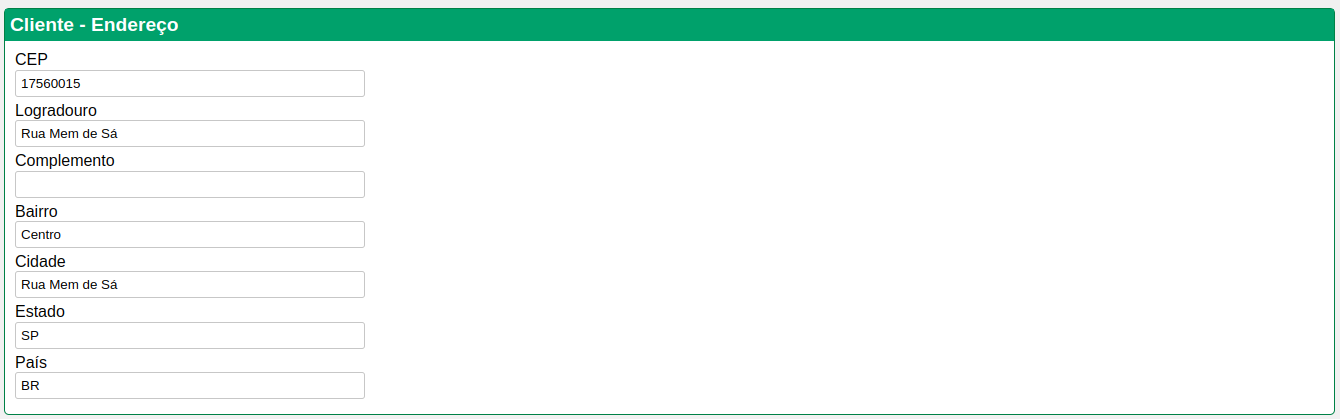 Cliente - Endereço
CEP
17560015
Logradouro
Rua Mem de Sá
Complemento
Bairro
Centro
Cidade
Rua Mem de Sá
Estado
SP
País
BR